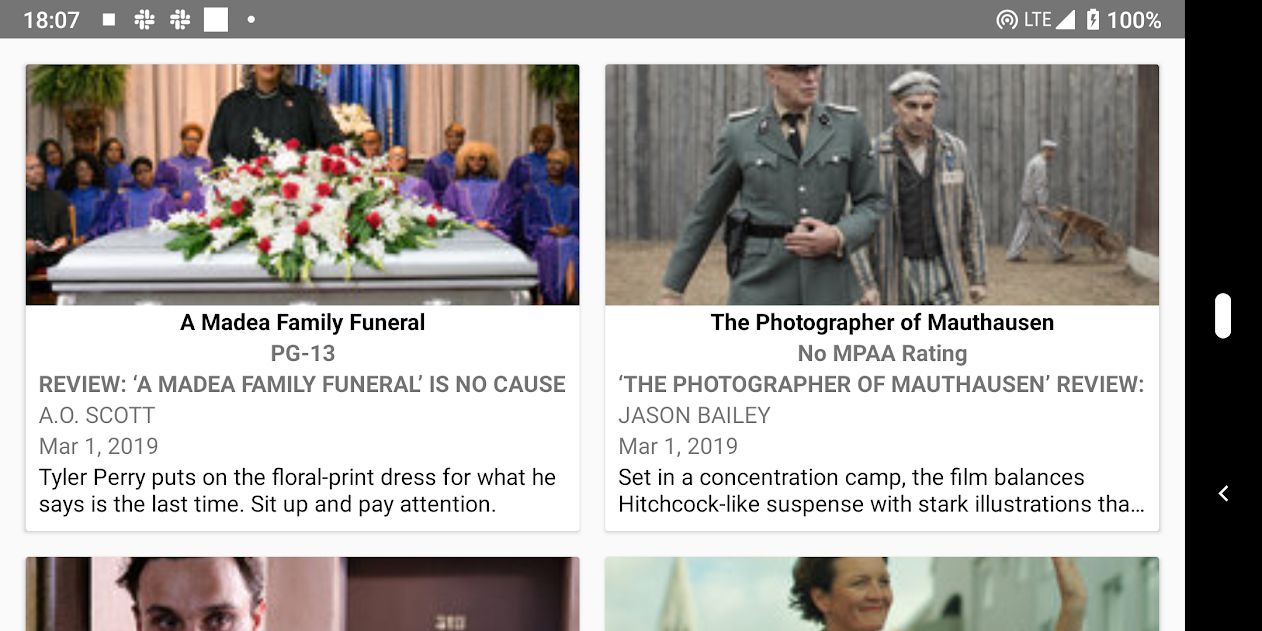 18:07
LTE 100%
A Madea Family Funeral
PG-13
REVIEW: ‘A MADEA FAMILY FUNERAL’ IS NO CAUSE
A.O. SCOTT
Mar 1, 2019
Tyler Perry puts on the floral-print dress for what he
says is the last time. Sit up and pay attention.
The Photographer of Mauthausen
No MPAA Rating
‘THE PHOTOGRAPHER OF MAUTHAUSEN’ REVIEW:
JASON BAILEY
Mar 1, 2019
Set in a concentration camp, the film balances
Hitchcock-like suspense with stark illustrations tha...